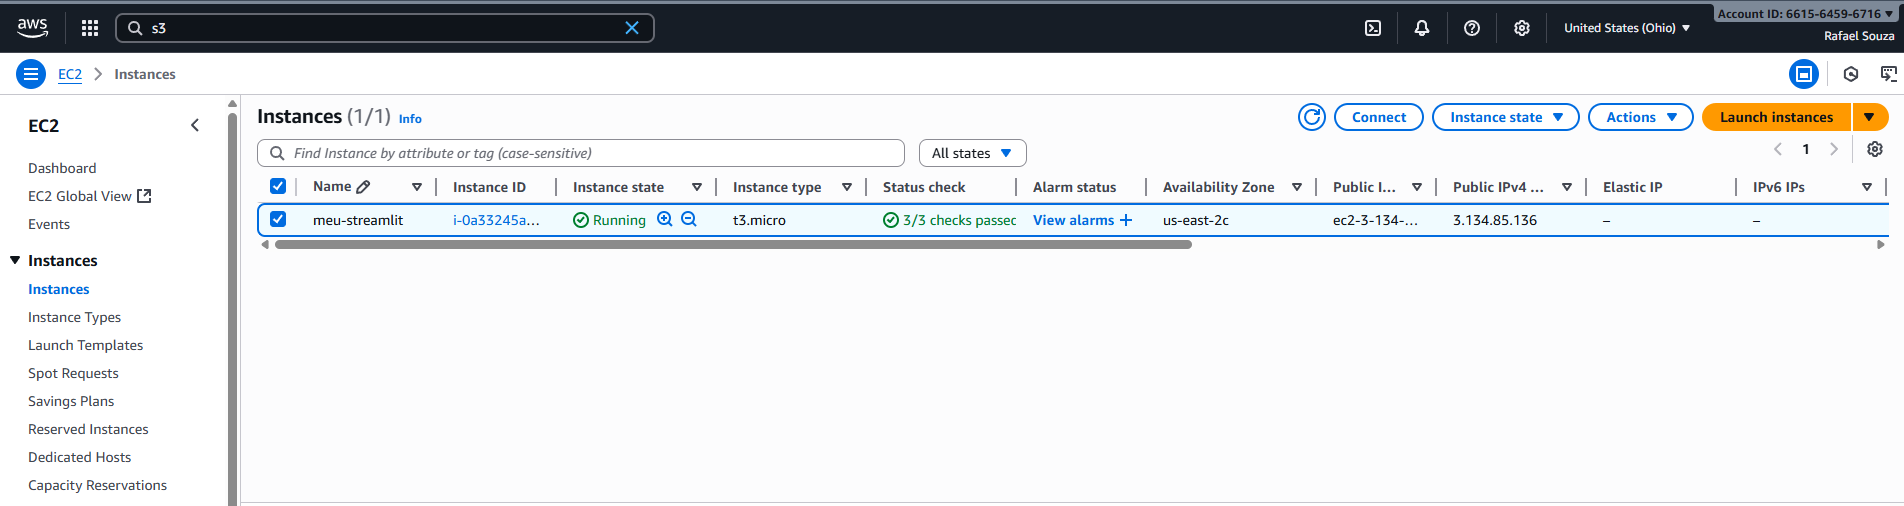 aws
s3
United States (Ohio)
Account ID: 6615-6459-6716
Rafael Souza
EC2
Instances
EC2
Dashboard
EC2 Global View
Events
Instances
Instances
Instance Types
Launch Templates
Spot Requests
Savings Plans
Reserved Instances
Dedicated Hosts
Capacity Reservations
Instances (1/1) Info
Connect
Instance state
Actions
Launch instances
Find Instance by attribute or tag (case-sensitive)
All states
1
Name Instance ID Instance state Instance type Status check Alarm status Availability Zone Public I... Public IPv4 ... Elastic IP IPv6 IPs
meu-streamlit i-0a33245a... Running t3.micro 3/3 checks passec View alarms + us-east-2c ec2-3-134-... 3.134.85.136 – –